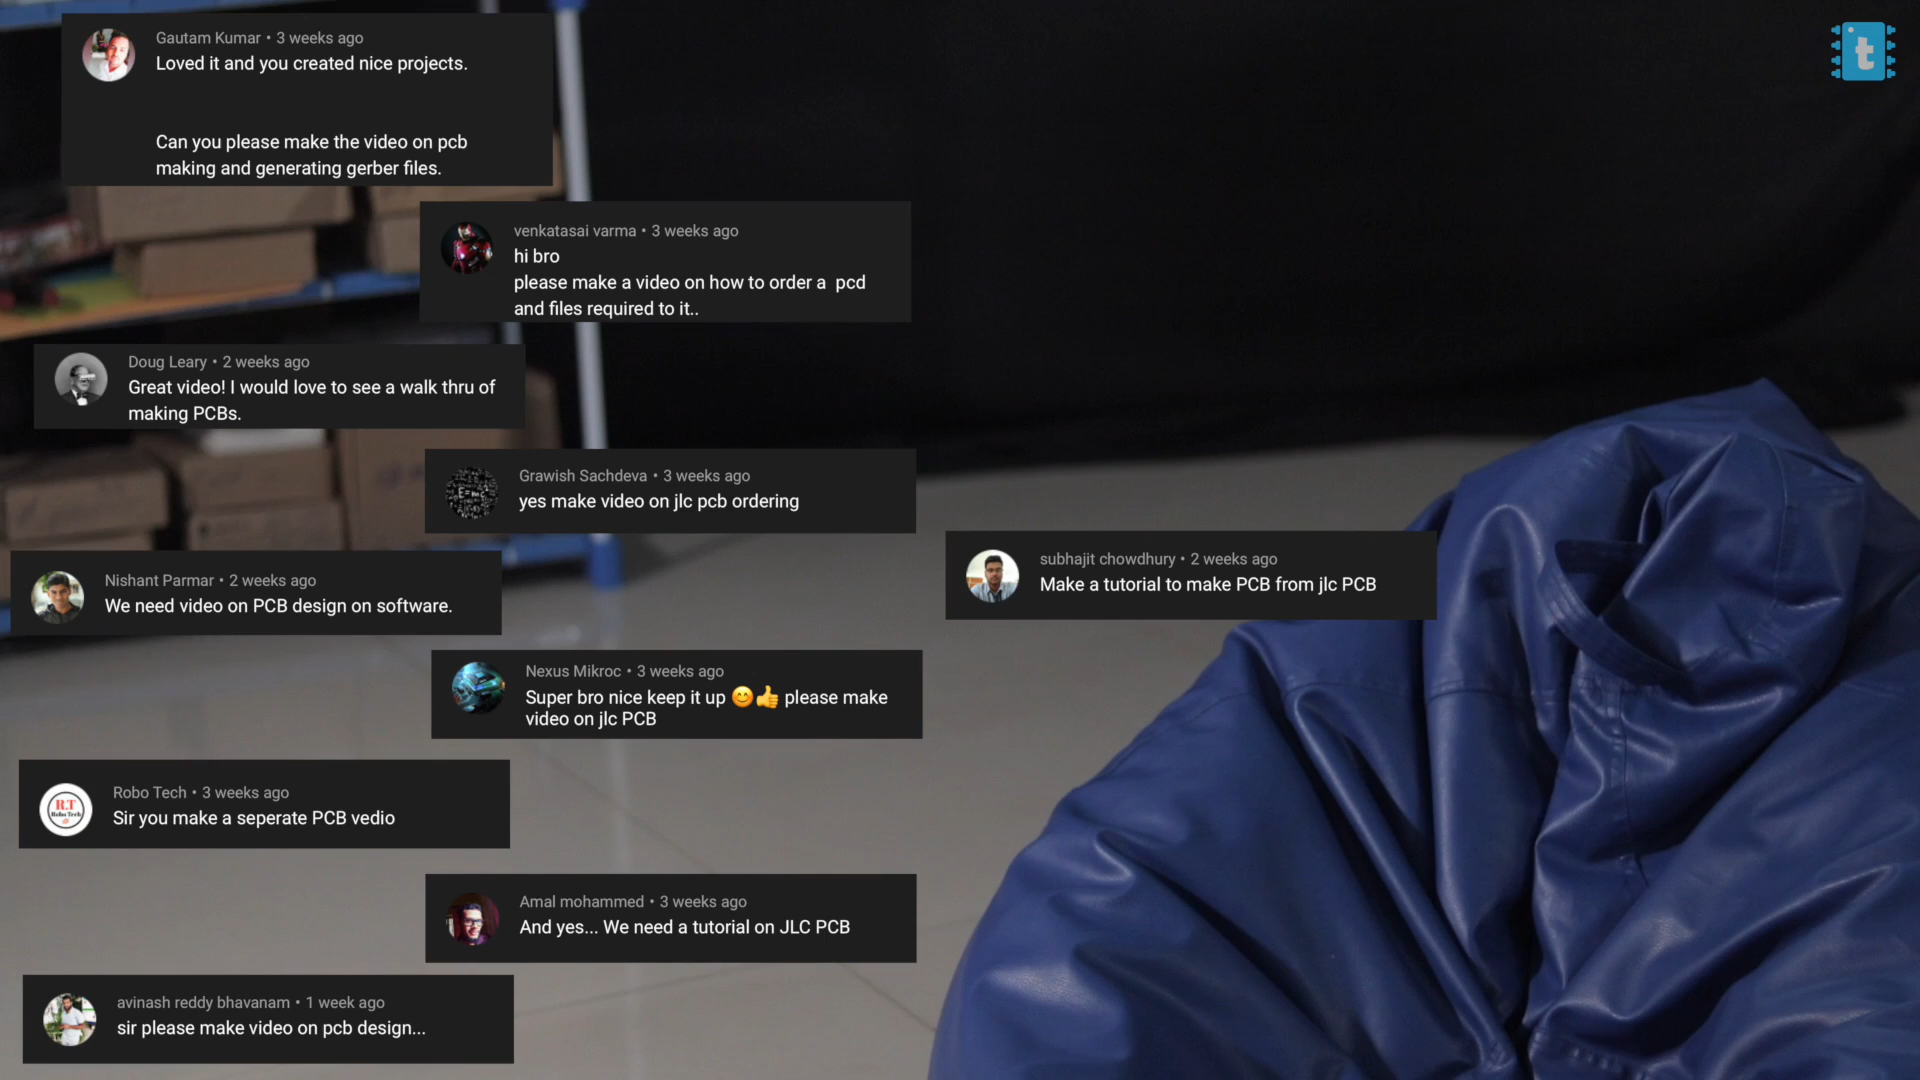 Gautam Kumar • 3 weeks ago
Loved it and you created nice projects.
Can you please make the video on pcb
making and generating gerber files.
venkatasai varma • 3 weeks ago
hi bro
please make a video on how to order a  pcd
and files required to it..
Doug Leary • 2 weeks ago
Great video! I would love to see a walk thru of
making PCBs.
Grawish Sachdeva • 3 weeks ago
yes make video on jlc pcb ordering
E=mc²
subhajit chowdhury • 2 weeks ago
Make a tutorial to make PCB from jlc PCB
Nishant Parmar • 2 weeks ago
We need video on PCB design on software.
Nexus Mikroc • 3 weeks ago
Super bro nice keep it up 😊👍 please make
video on jlc PCB
Robo Tech • 3 weeks ago
Sir you make a seperate PCB vedio
R.T
Robo Tech
Amal mohammed • 3 weeks ago
And yes... We need a tutorial on JLC PCB
avinash reddy bhavanam • 1 week ago
sir please make video on pcb design...
t